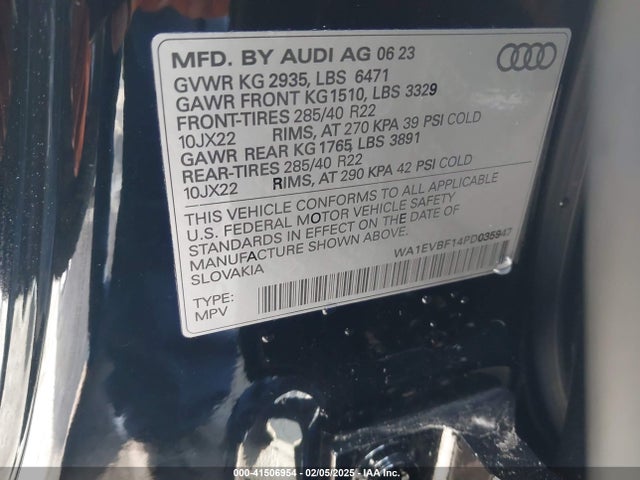 MFD. BY AUDI AG 06 23
GVWR KG 2935, LBS 6471
GAWR FRONT KG1510, LBS 3329
FRONT-TIRES 285/40 R22
10JX22 RIMS, AT 270 KPA 39 PSI COLD
GAWR REAR KG 1765 LBS 3891
REAR-TIRES 285/40 R22
10JX22 RIMS, AT 290 KPA 42 PSI COLD
THIS VEHICLE CONFORMS TO ALL APPLICABLE
U.S. FEDERAL MOTOR VEHICLE SAFETY
STANDARDS IN EFFECT ON THE DATE OF
MANUFACTURE SHOWN ABOVE.
SLOVAKIA
WA1EVBF14PD035947
TYPE:
MPV
000-41506954 - 02/05/2025 - IAA Inc.